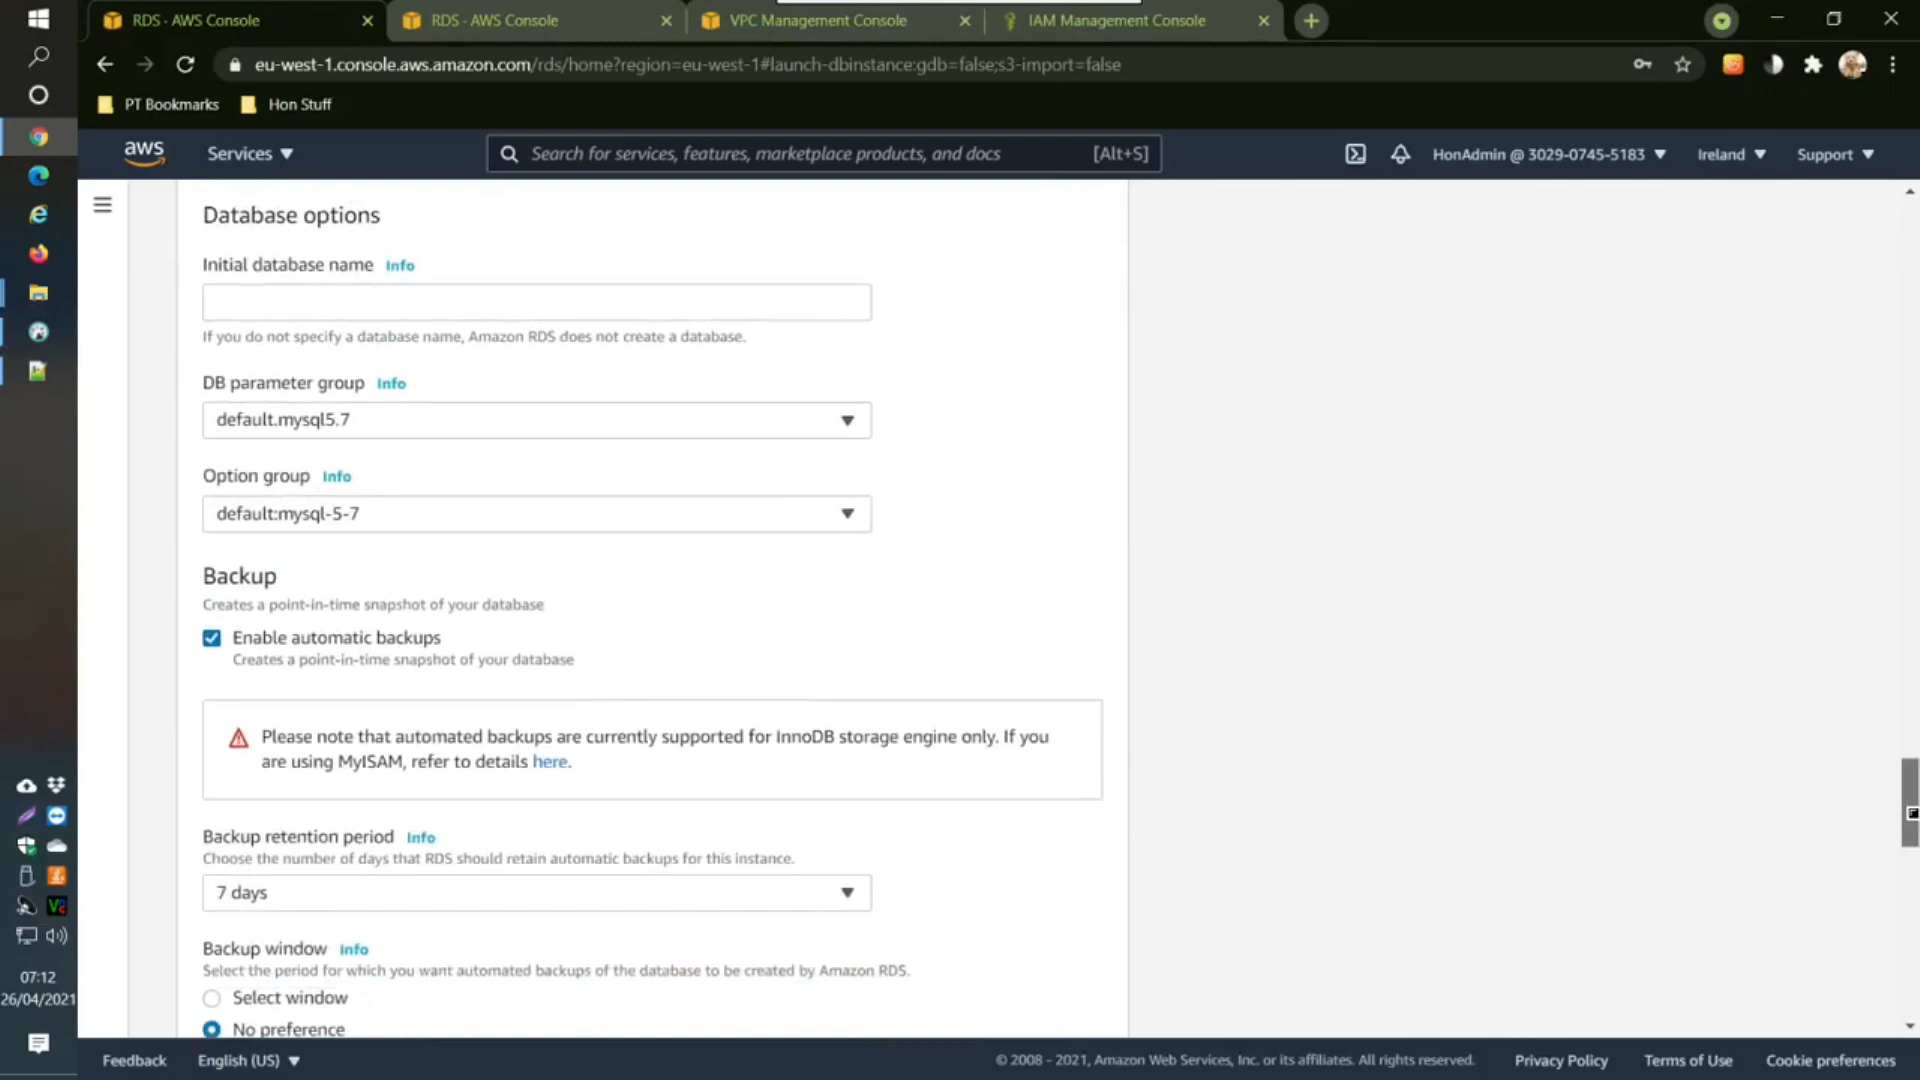 RDS · AWS Console
RDS · AWS Console
VPC Management Console
IAM Management Console
eu-west-1.console.aws.amazon.com/rds/home?region=eu-west-1#launch-dbinstance:gdb=false;s3-import=false
PT Bookmarks
Hon Stuff
aws
Services
Search for services, features, marketplace products, and docs
[Alt+S]
HonAdmin @ 3029-0745-5183
Ireland
Support
Database options
Initial database name Info
If you do not specify a database name, Amazon RDS does not create a database.
DB parameter group Info
default.mysql5.7
Option group Info
default:mysql-5-7
Backup
Creates a point-in-time snapshot of your database
Enable automatic backups
Creates a point-in-time snapshot of your database
Please note that automated backups are currently supported for InnoDB storage engine only. If you
are using MyISAM, refer to details here.
Backup retention period Info
Choose the number of days that RDS should retain automatic backups for this instance.
7 days
Backup window Info
Select the period for which you want automated backups of the database to be created by Amazon RDS.
Select window
No preference
07:12
26/04/2021
Feedback
English (US)
© 2008 - 2021, Amazon Web Services, Inc. or its affiliates. All rights reserved.
Privacy Policy
Terms of Use
Cookie preferences